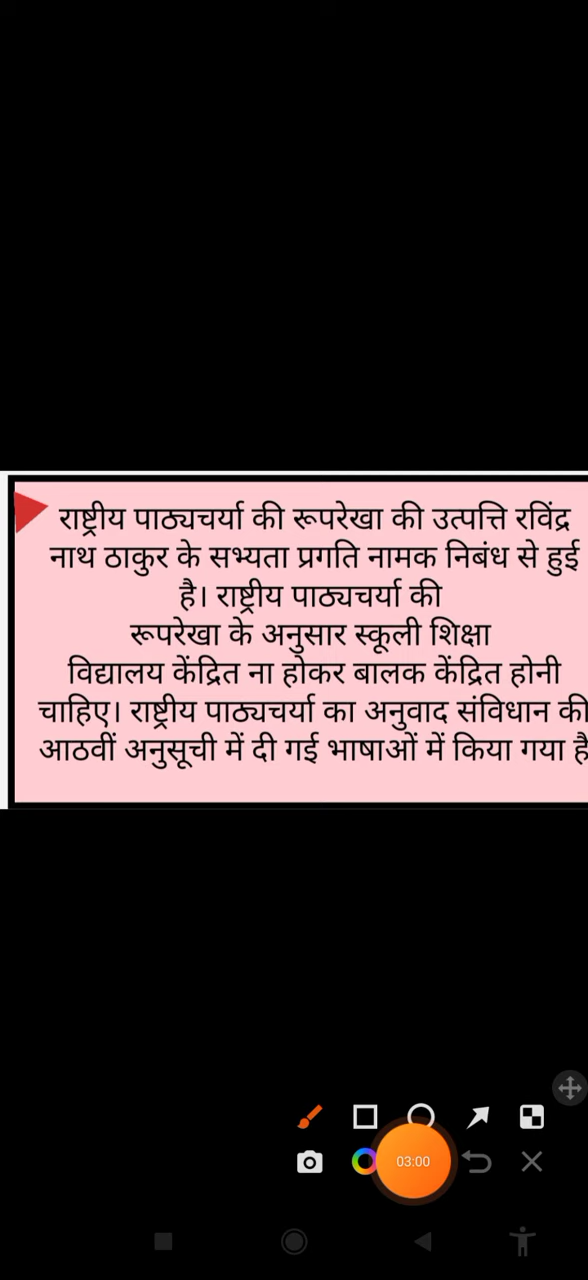 राष्ट्रीय पाठ्यचर्या की रूपरेखा की उत्पत्ति रविंद्र
नाथ ठाकुर के सभ्यता प्रगति नामक निबंध से हुई
है। राष्ट्रीय पाठ्यचर्या की
रूपरेखा के अनुसार स्कूली शिक्षा
विद्यालय केंद्रित ना होकर बालक केंद्रित होनी
चाहिए। राष्ट्रीय पाठ्यचर्या का अनुवाद संविधान की
आठवीं अनुसूची में दी गई भाषाओं में किया गया है
03:00